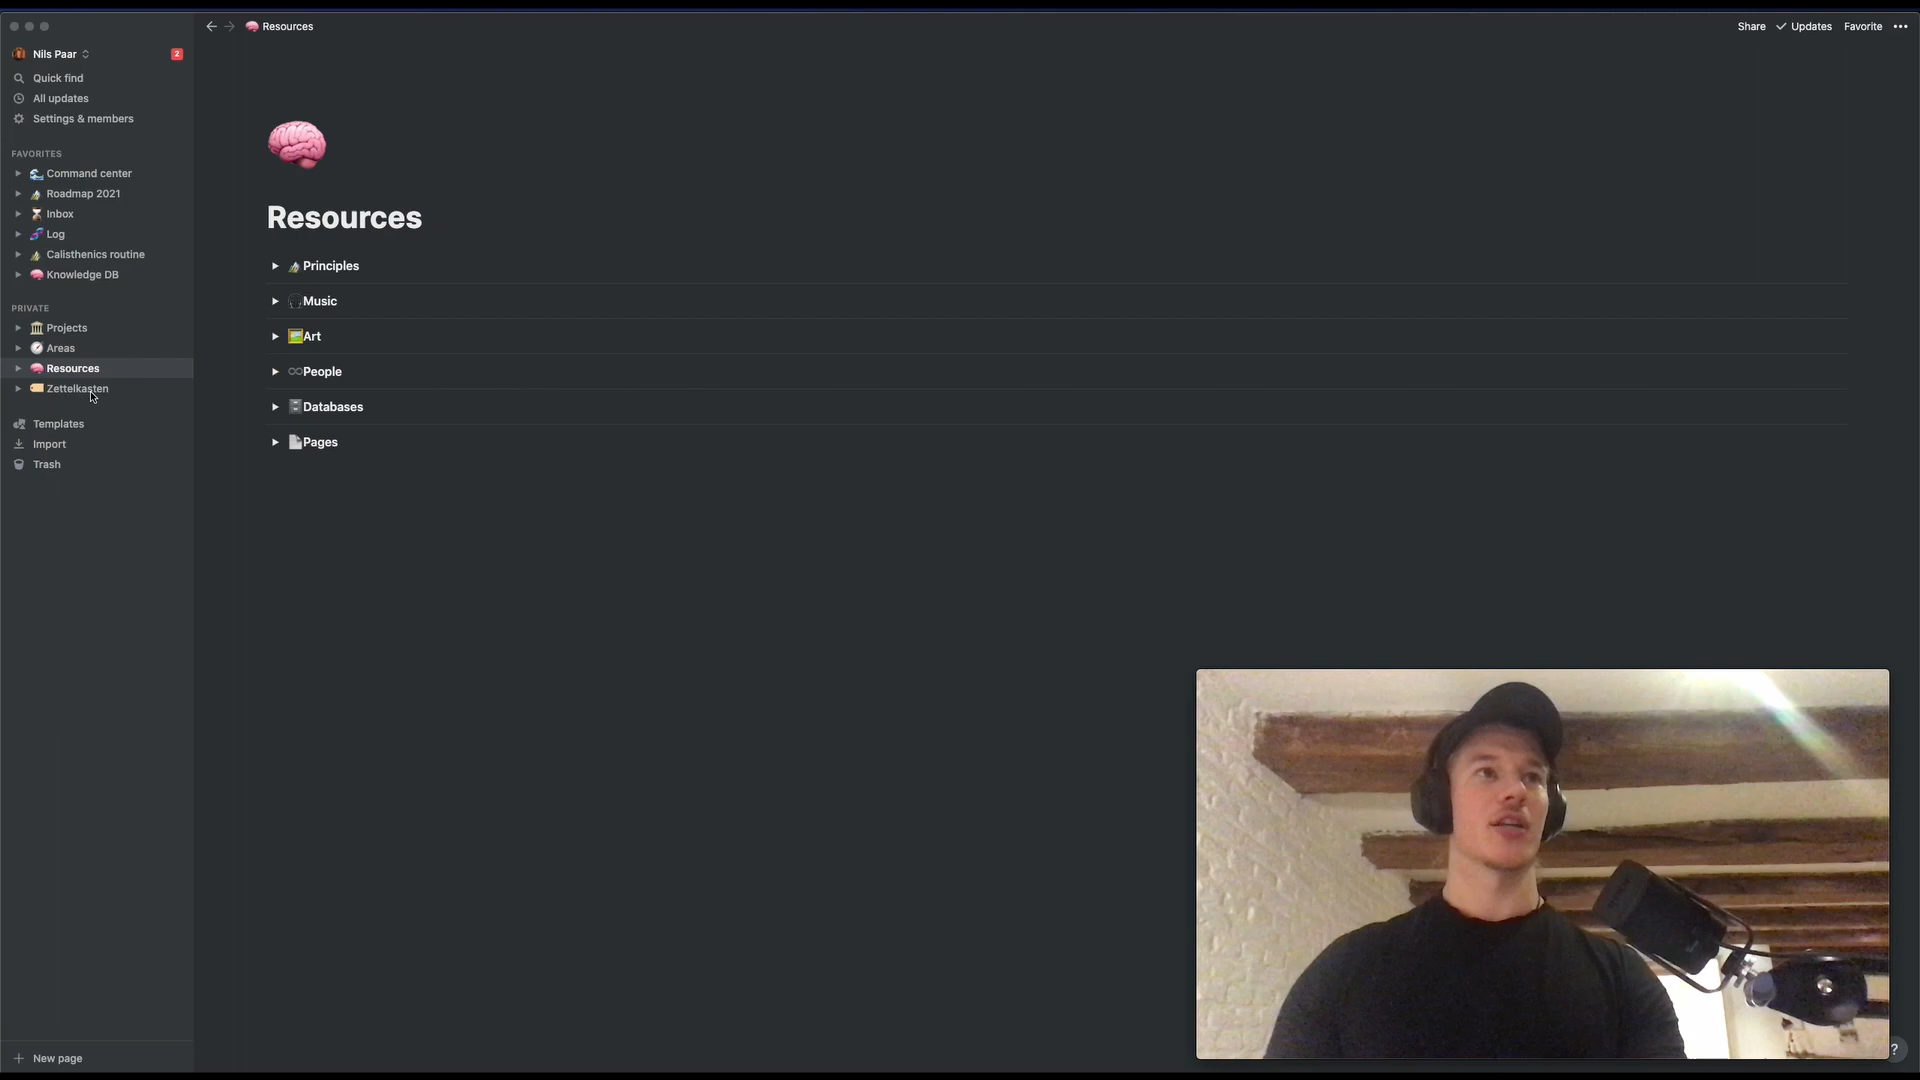 Resources
Share
Updates
Favorite
Nils Paar
2
Quick find
All updates
Settings & members
FAVORITES
Command center
Roadmap 2021
Inbox
Log
Calisthenics routine
Knowledge DB
PRIVATE
Projects
Areas
Resources
Zettelkasten
Templates
Import
Trash
New page
Resources
Principles
Music
Art
People
Databases
Pages
?